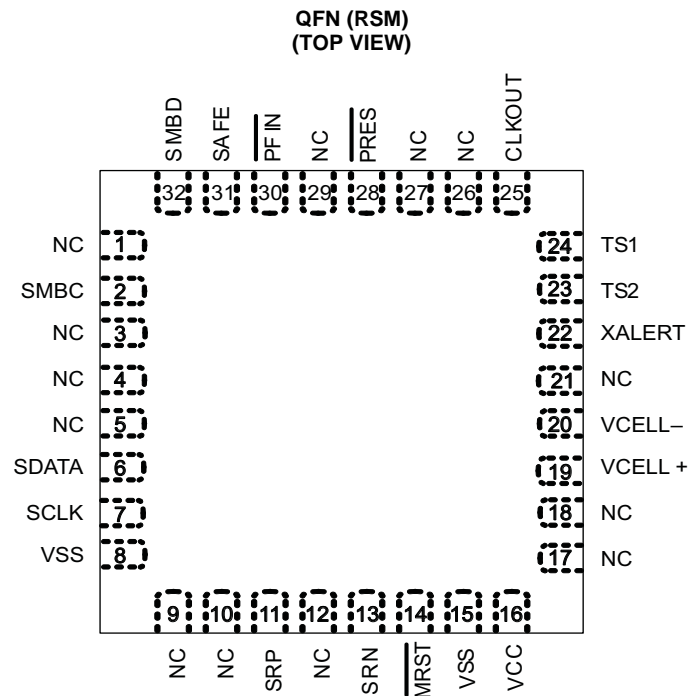 QFN (RSM)
(TOP VIEW)
SMBD
SAFE
PFIN
NC
PRES
NC
NC
CLKOUT
32
31
30
29
28
27
26
25
NC 1
SMBC 2
NC 3
NC 4
NC 5
SDATA 6
SCLK 7
VSS 8
24 TS1
23 TS2
22 XALERT
21 NC
20 VCELL–
19 VCELL +
18 NC
17 NC
9
10
11
12
13
14
15
16
NC
NC
SRP
NC
SRN
MRST
VSS
VCC